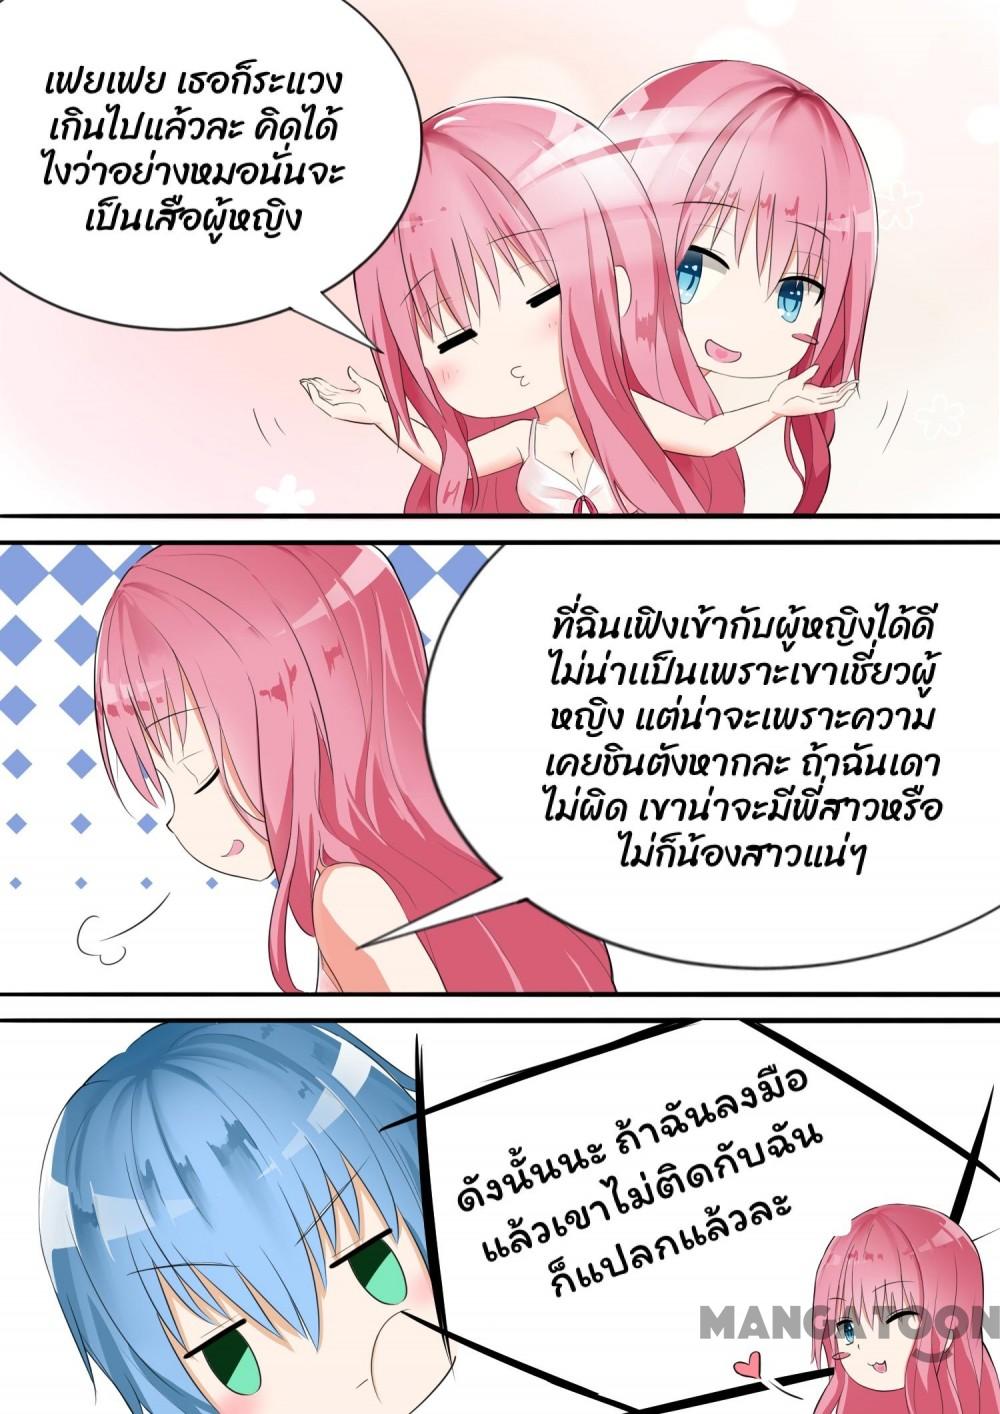 เฟยเฟย เธอก็ระแวง
เกินไปแล้วละ คิดได้
ไงว่าอย่างหมอนั่นจะ
เป็นเสือผู้หญิง
ที่ฉันเฟิงเข้ากับผู้หญิงได้ดี
ไม่น่าเเป็นเพราะเขาเชี่ยวผู้
หญิง แต่น่าจะเพราะความ
เคยชินตังหากละ ถ้าฉันเดา
ไม่ผิด เขาน่าจะมีพี่สาวหรือ
ไม่ก็น้องสาวแน่ๆ
ดังนั้นนะ ถ้าฉันลงมือ
แล้วเขาไม่ติดกับฉัน
ก็แปลกแล้วละ
MANGATOON